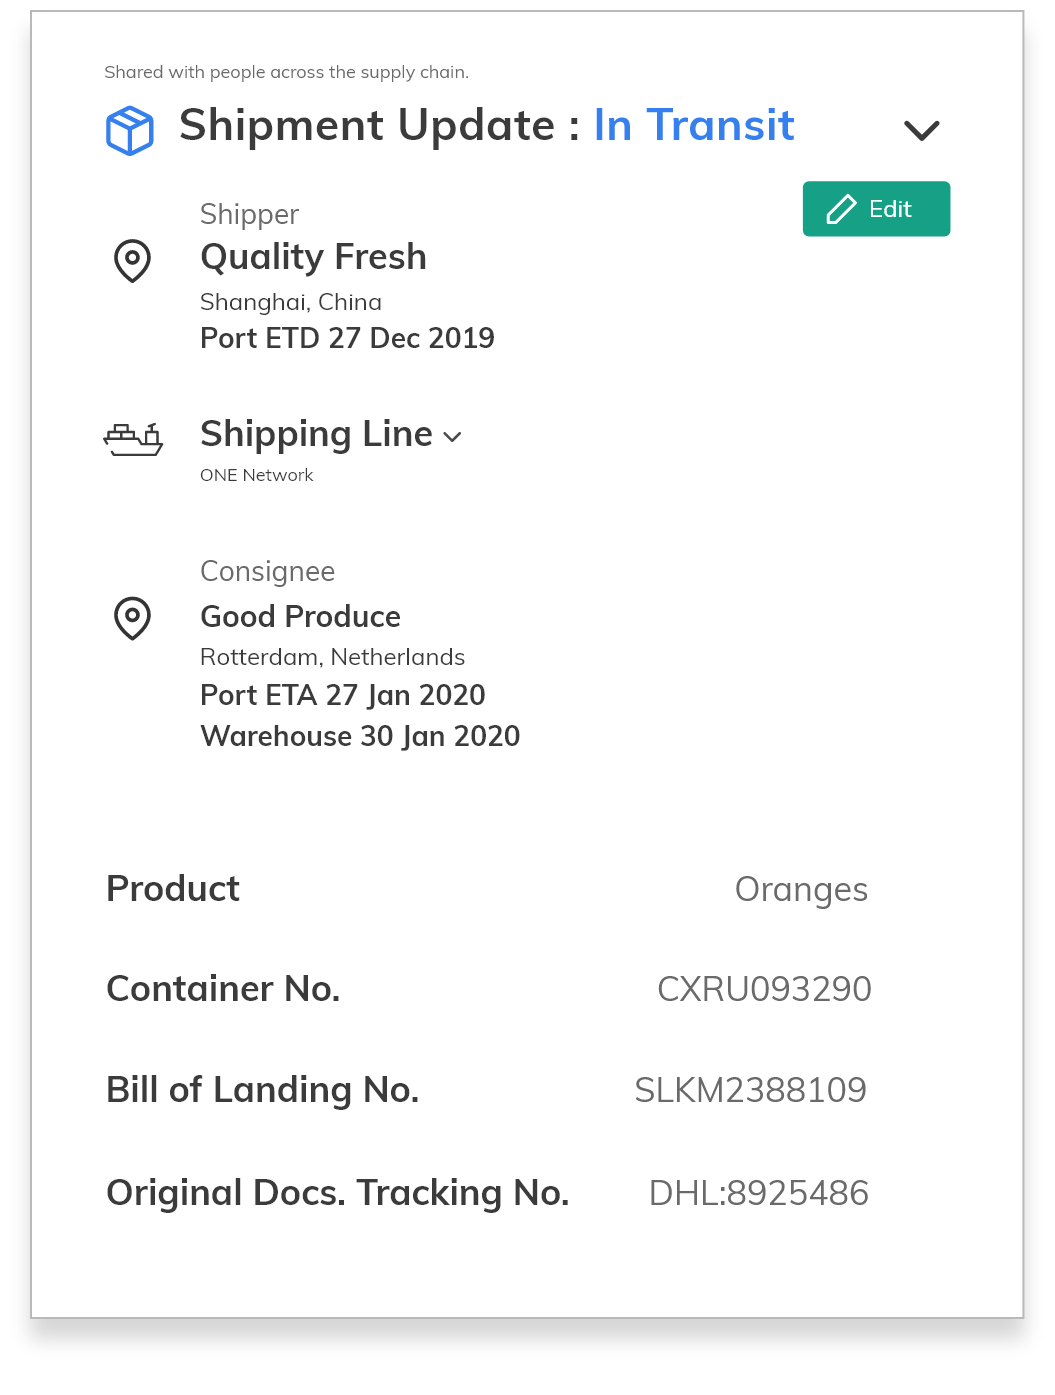 Shared with people across the supply chain.
Shipment Update : In Transit
Edit
Shipper
Quality Fresh
Shanghai, China
Port ETD 27 Dec 2019
Shipping Line
ONE Network
Consignee
Good Produce
Rotterdam, Netherlands
Port ETA 27 Jan 2020
Warehouse 30 Jan 2020
Product Oranges
Container No. CXRU093290
Bill of Landing No. SLKM2388109
Original Docs. Tracking No. DHL:8925486